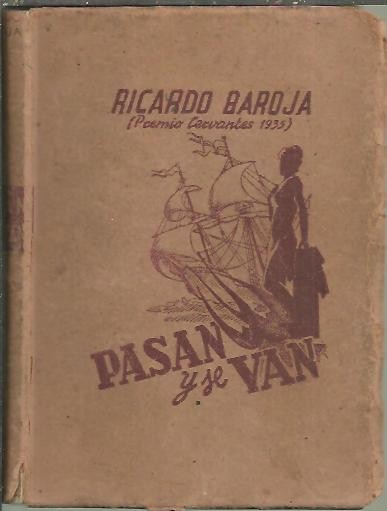 RICARDO BAROJA
(Premio Cervantes 1935)
PASAN
y se VAN